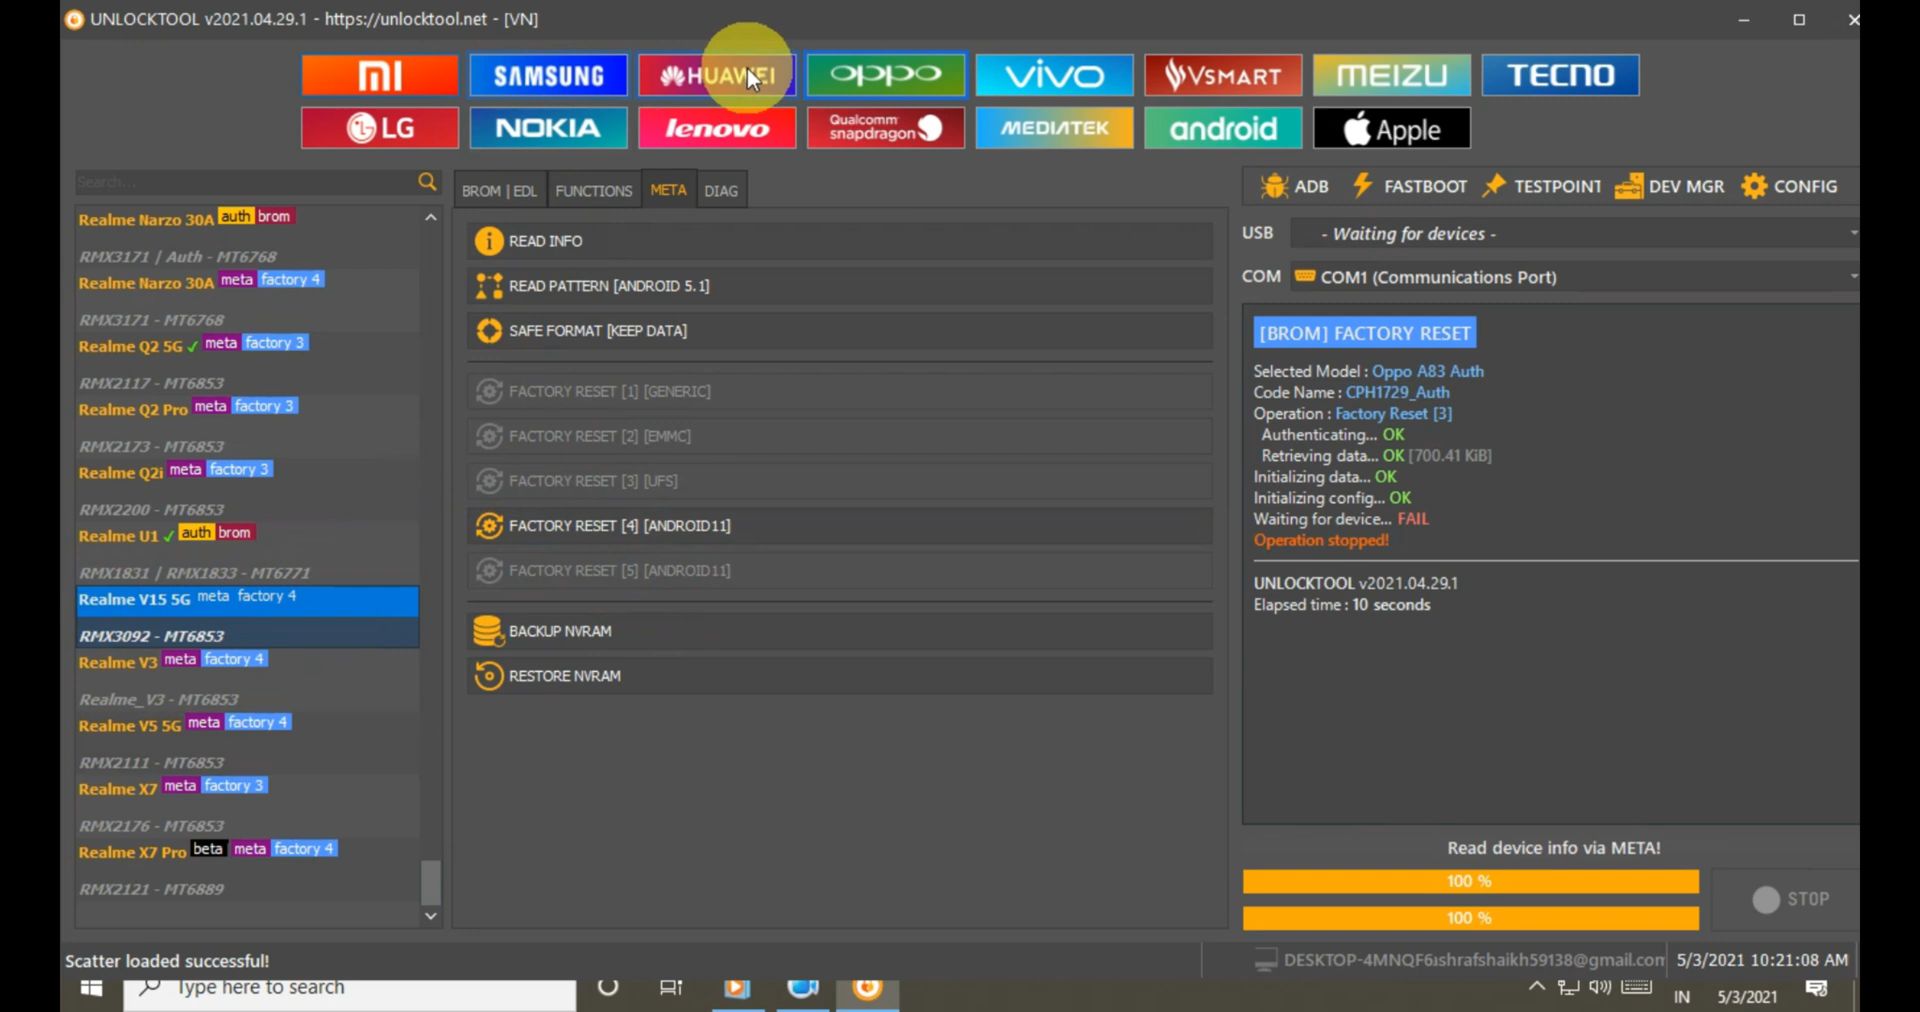 UNLOCKTOOL v2021.04.29.1 - https://unlocktool.net - [VN]
MI SAMSUNG HUAWEI oppo vivo VSMART MEIZU TECNO
LG NOKIA lenovo Qualcomm snapdragon MEDIATEK android Apple
Search...
Realme Narzo 30A auth brom
RMX3171 / Auth - MT6768
Realme Narzo 30A meta factory 4
RMX3171 - MT6768
Realme Q2 5G ✓ meta factory 3
RMX2117 - MT6853
Realme Q2 Pro meta factory 3
RMX2173 - MT6853
Realme Q2i meta factory 3
RMX2200 - MT6853
Realme U1 ✓ auth brom
RMX1831 / RMX1833 - MT6771
Realme V15 5G meta factory 4
RMX3092 - MT6853
Realme V3 meta factory 4
Realme_V3 - MT6853
Realme V5 5G meta factory 4
RMX2111 - MT6853
Realme X7 meta factory 3
RMX2176 - MT6853
Realme X7 Pro beta meta factory 4
RMX2121 - MT6889
BROM | EDL FUNCTIONS META DIAG
READ INFO
READ PATTERN [ANDROID 5.1]
SAFE FORMAT [KEEP DATA]
FACTORY RESET [1] [GENERIC]
FACTORY RESET [2] [EMMC]
FACTORY RESET [3] [UFS]
FACTORY RESET [4] [ANDROID11]
FACTORY RESET [5] [ANDROID11]
BACKUP NVRAM
RESTORE NVRAM
ADB FASTBOOT TESTPOINT DEV MGR CONFIG
USB - Waiting for devices -
COM COM1 (Communications Port)
[BROM] FACTORY RESET
Selected Model : Oppo A83 Auth
Code Name : CPH1729_Auth
Operation : Factory Reset [3]
Authenticating... OK
Retrieving data... OK [700.41 KiB]
Initializing data... OK
Initializing config... OK
Waiting for device... FAIL
Operation stopped!
UNLOCKTOOL v2021.04.29.1
Elapsed time : 10 seconds
Read device info via META!
100 %
100 %
STOP
Scatter loaded successful!
DESKTOP-4MNQF6 shrafshaikh59138@gmail.com 5/3/2021 10:21:08 AM
Type here to search
IN 5/3/2021